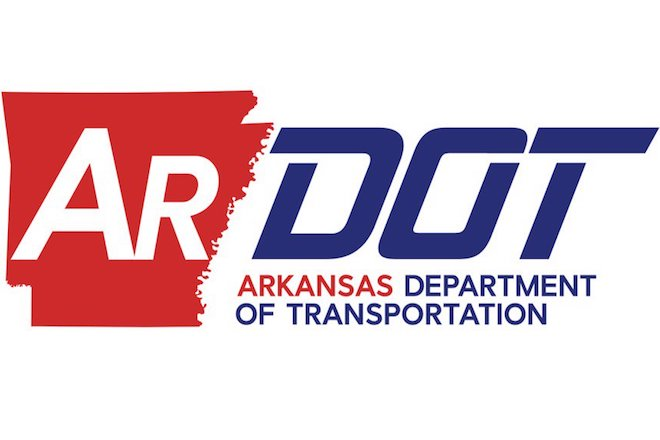 ARDOT
ARKANSAS DEPARTMENT
OF TRANSPORTATION